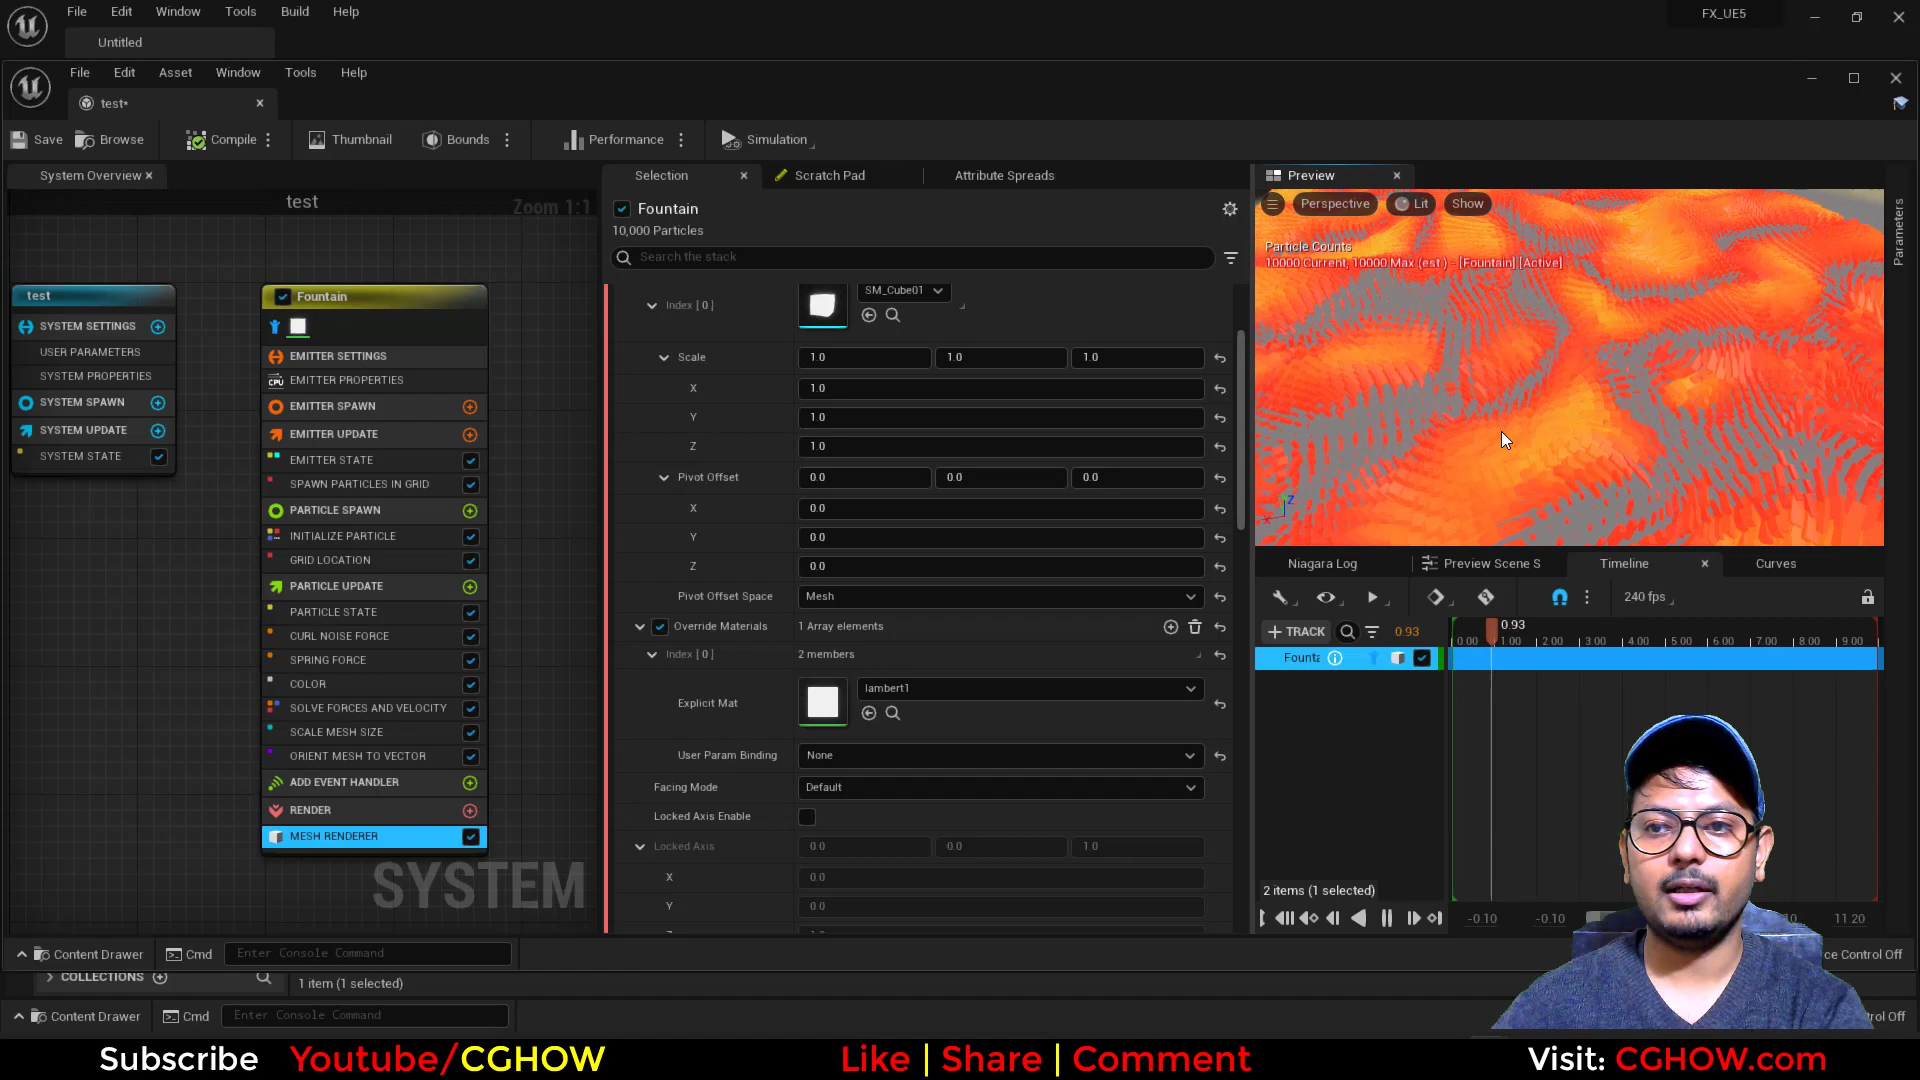 File Edit Window Tools Build Help
FX_UE5
Untitled
File Edit Asset Window Tools Help
test*
Save Browse Compile Thumbnail Bounds Performance Simulation
System Overview
Selection Scratch Pad Attribute Spreads
Preview
test
Zoom 1:1
Fountain
10,000 Particles
Search the stack
Perspective Lit Show
Particle Counts
10000 Current, 10000 Max (est.) - [Fountain] [Active]
Parameters
test
SYSTEM SETTINGS
USER PARAMETERS
SYSTEM PROPERTIES
SYSTEM SPAWN
SYSTEM UPDATE
SYSTEM STATE
Fountain
EMITTER SETTINGS
CPU EMITTER PROPERTIES
EMITTER SPAWN
EMITTER UPDATE
EMITTER STATE
SPAWN PARTICLES IN GRID
PARTICLE SPAWN
INITIALIZE PARTICLE
GRID LOCATION
PARTICLE UPDATE
PARTICLE STATE
CURL NOISE FORCE
SPRING FORCE
COLOR
SOLVE FORCES AND VELOCITY
SCALE MESH SIZE
ORIENT MESH TO VECTOR
ADD EVENT HANDLER
RENDER
MESH RENDERER
SYSTEM
Index [ 0 ] SM_Cube01
Scale 1.0 1.0 1.0
X 1.0
Y 1.0
Z 1.0
Pivot Offset 0.0 0.0 0.0
X 0.0
Y 0.0
Z 0.0
Pivot Offset Space Mesh
Override Materials 1 Array elements
Index [ 0 ] 2 members
Explicit Mat lambert1
User Param Binding None
Facing Mode Default
Locked Axis Enable
Locked Axis 0.0 0.0 1.0
X 0.0
Y 0.0
Z
Niagara Log Preview Scene S Timeline Curves
240 fps
TRACK 0.93
0.93
0.00 1.00 2.00 3.00 4.00 5.00 6.00 7.00 8.00 9.00
Founta
2 items (1 selected)
-0.10 -0.10 11.20
Content Drawer Cmd Enter Console Command
ce Control Off
COLLECTIONS
1 item (1 selected)
Content Drawer Cmd Enter Console Command
trol Off
Subscribe Youtube/CGHOW Like | Share | Comment Visit: CGHOW.com